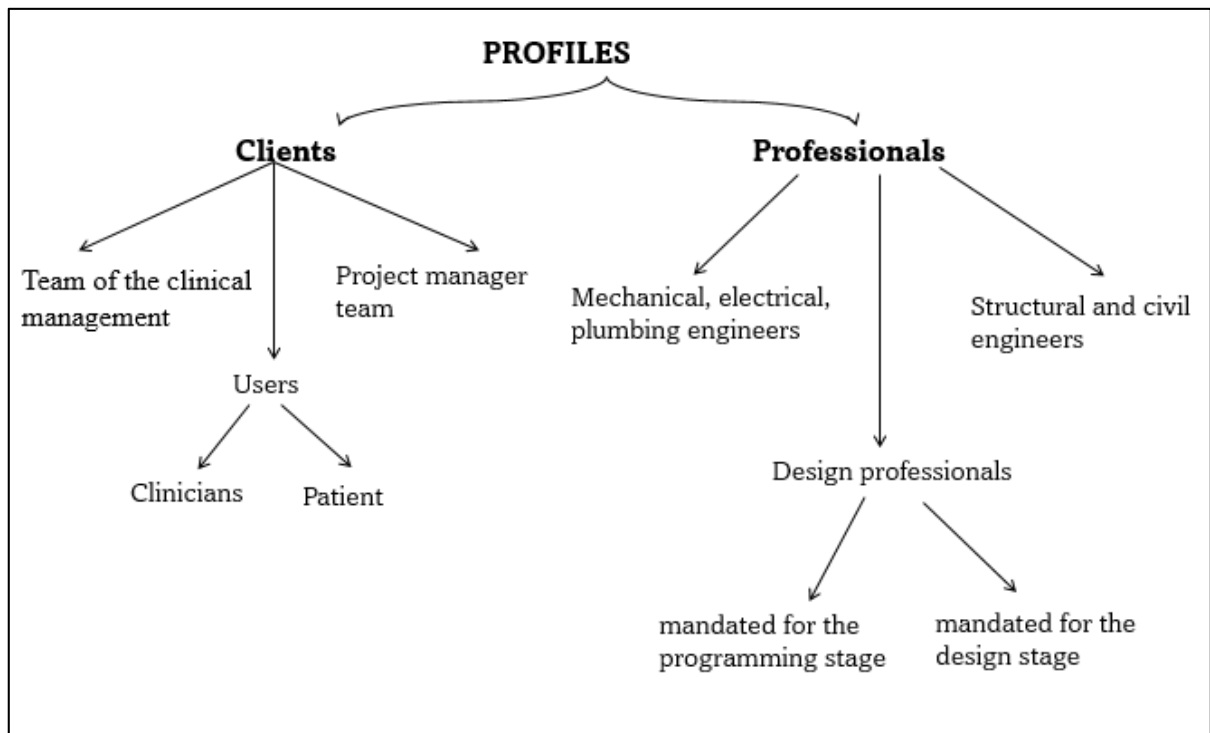 PROFILES
Clients
Professionals
Team of the clinical
management
Project manager
team
Mechanical, electrical,
plumbing engineers
Structural and civil
engineers
Users
Clinicians
Patient
Design professionals
mandated for the
programming stage
mandated for the
design stage